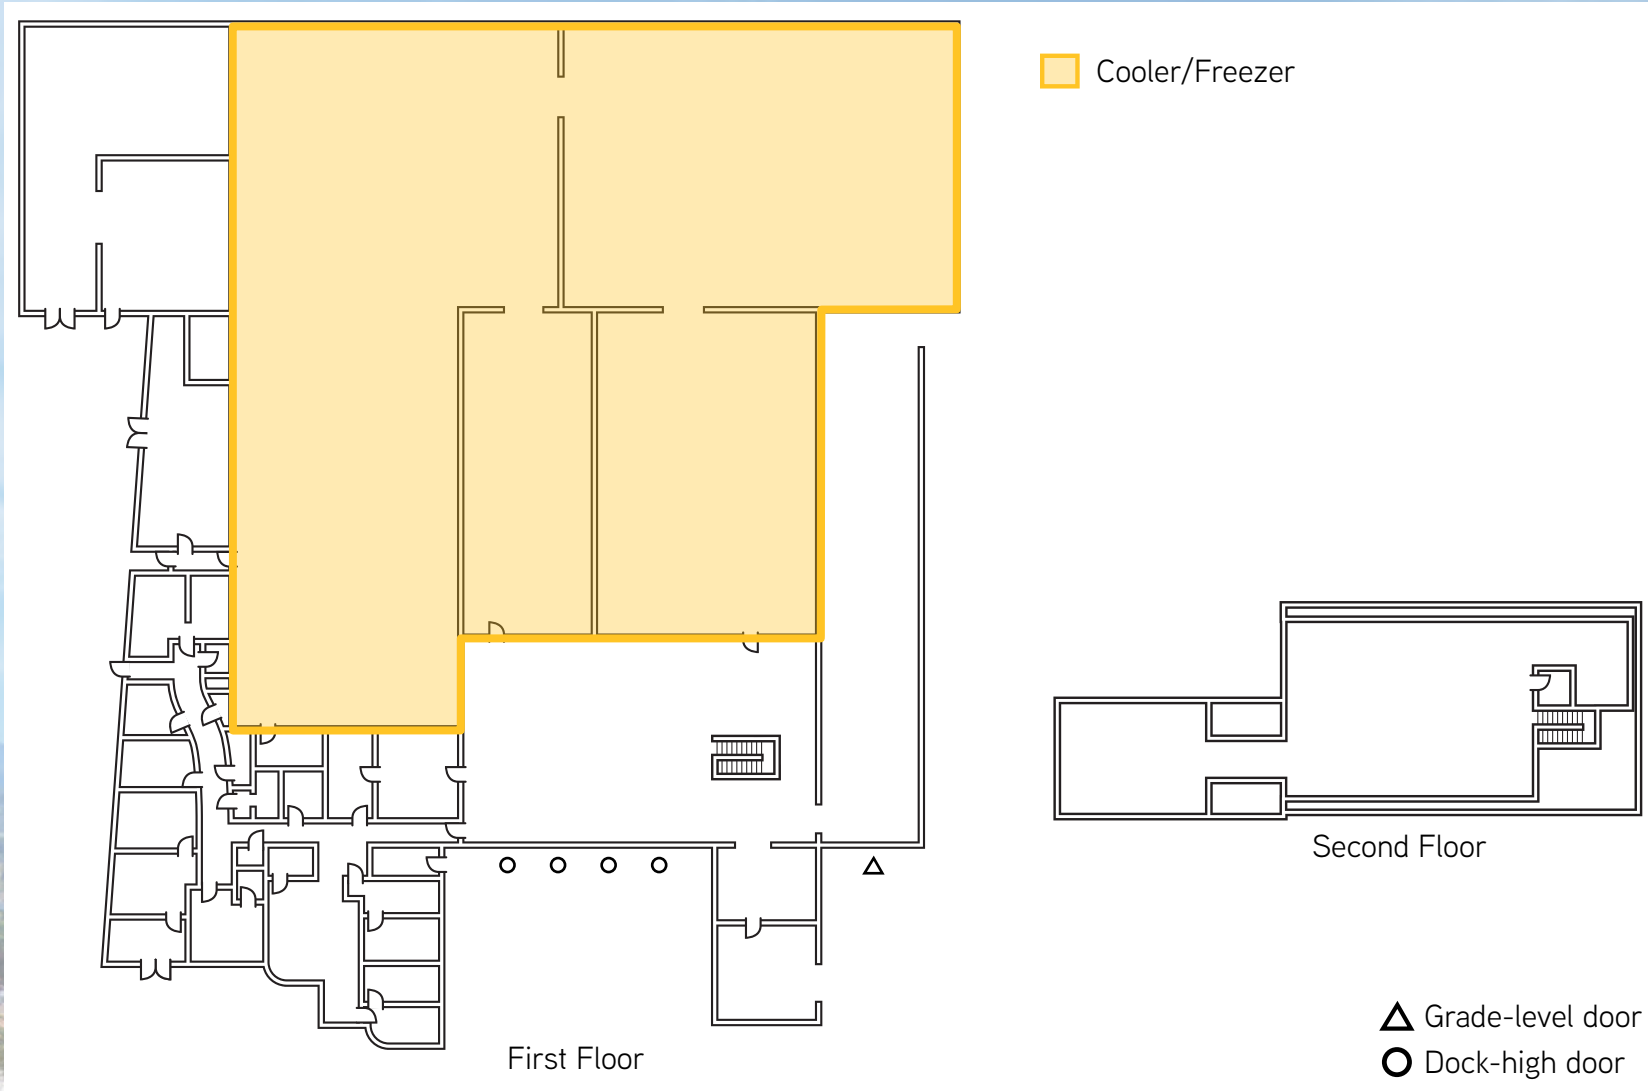 Cooler/Freezer
Second Floor
First Floor
Grade-level door
Dock-high door